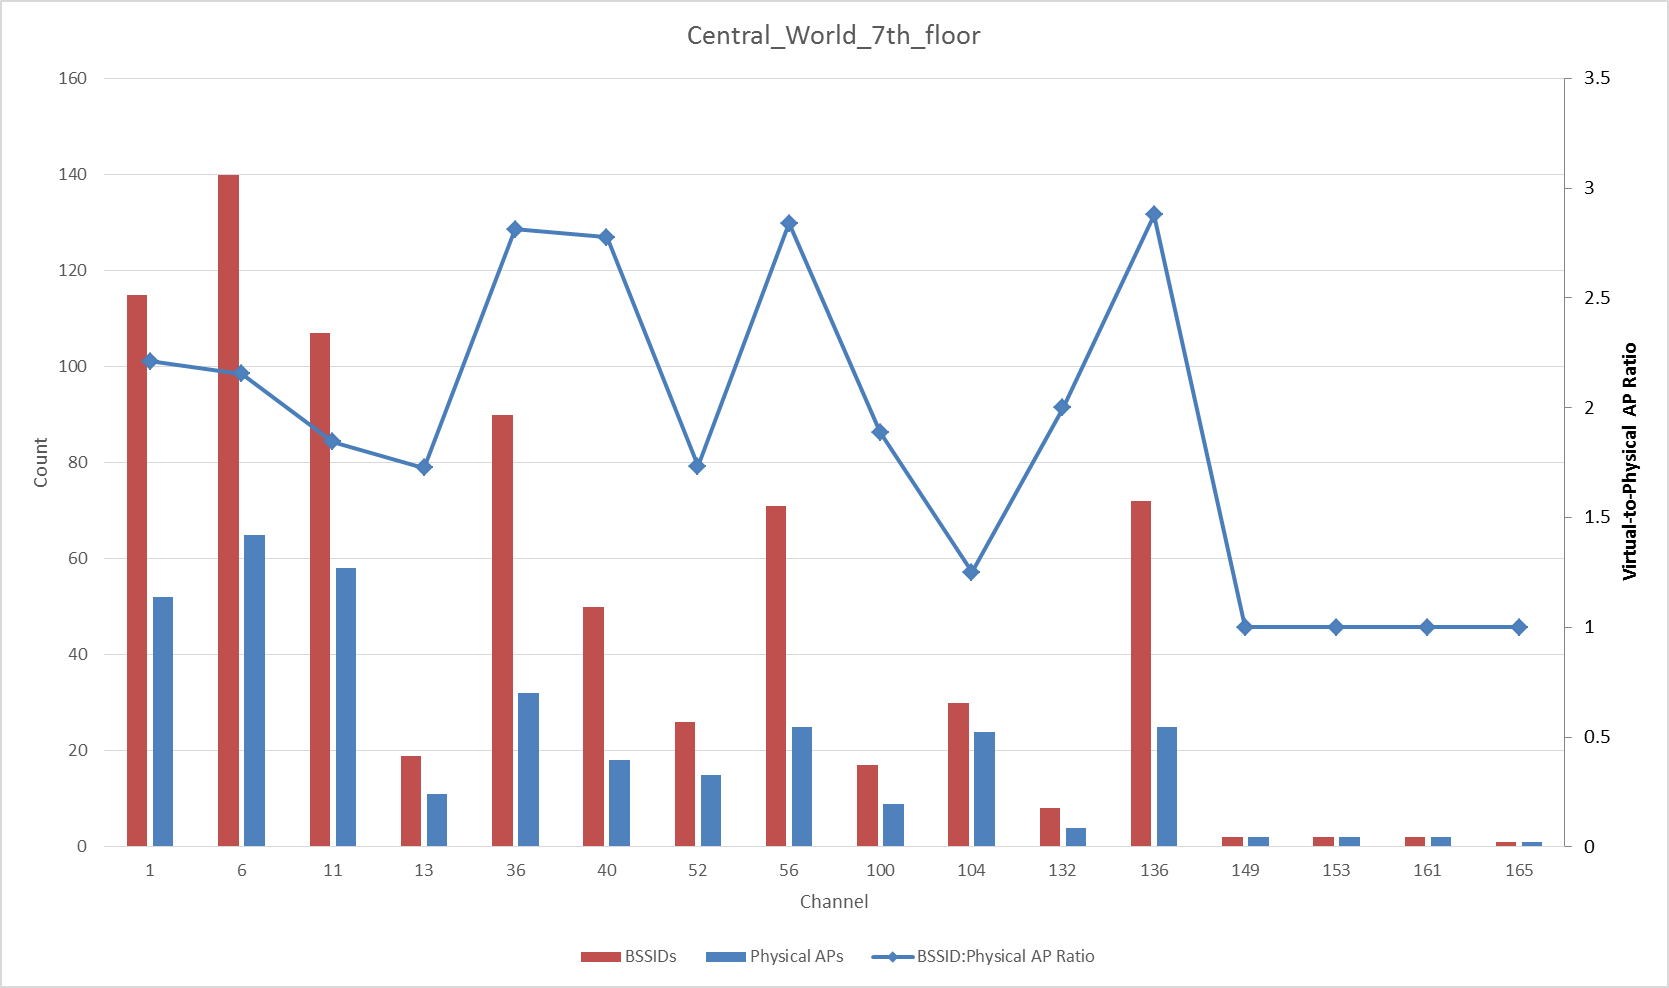 Central_World_7th_floor
160
140
120
100
80
60
40
20
0
Count
3.5
3
2.5
2
1.5
1
0.5
0
Virtual-to-Physical AP Ratio
1 6 11 13 36 40 52 56 100 104 132 136 149 153 161 165
Channel
BSSIDs Physical APs BSSID:Physical AP Ratio